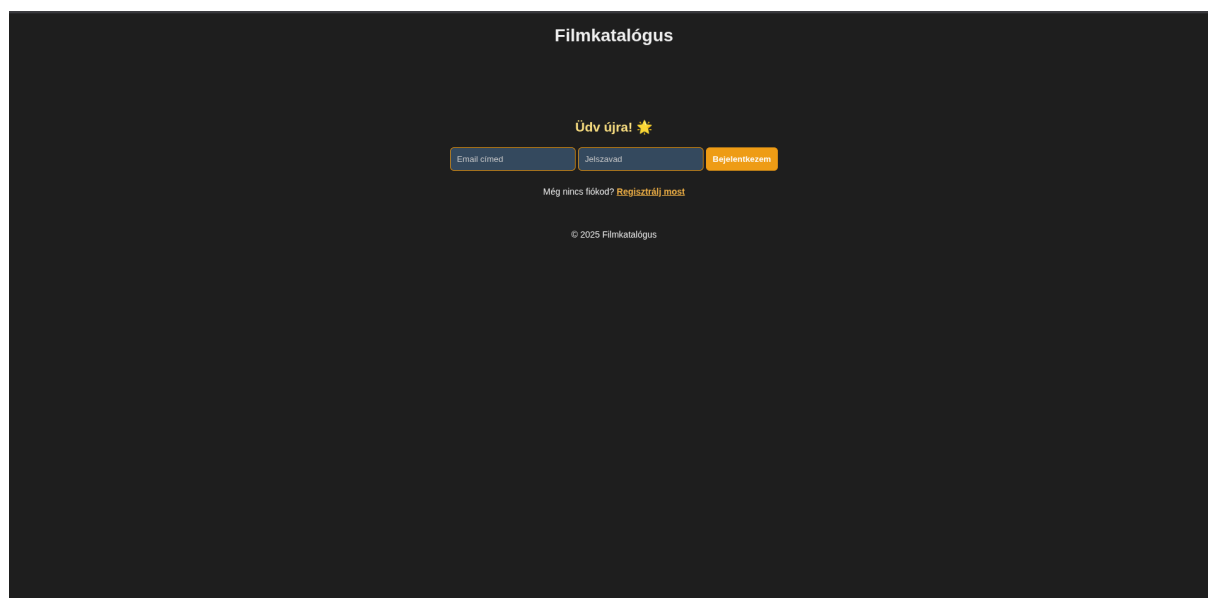 Filmkatalógus
Üdv újra! 🌟
Email címed Jelszavad Bejelentkezem
Még nincs fiókod? Regisztrálj most
© 2025 Filmkatalógus